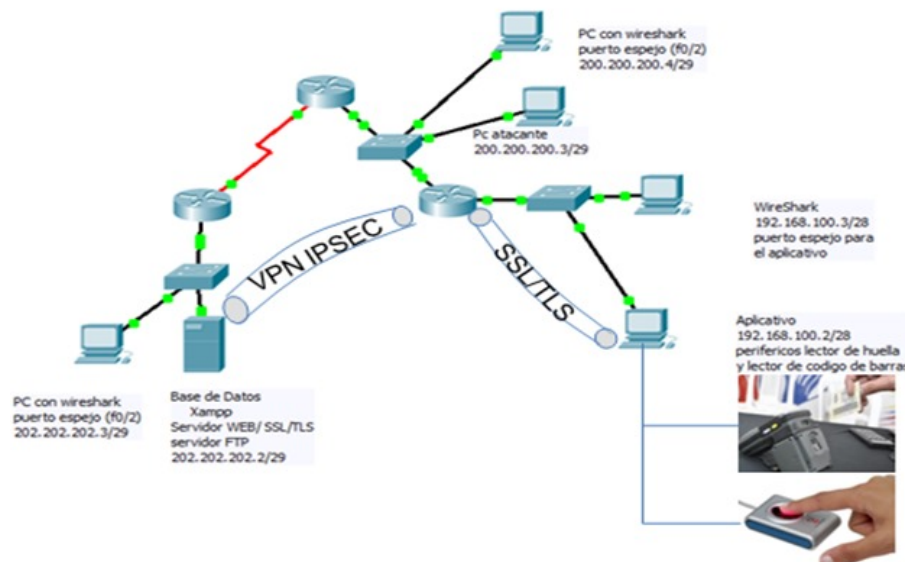 PC con wireshark
puerto espejo (f0/2)
200.200.200.4/29
Pc atacante
200.200.200.3/29
WireShark
192.168.100.3/28
puerto espejo para
el aplicativo
VPN IPSEC
SSL/TLS
Aplicativo
192.168.100.2/28
perifericos lector de huella
y lector de codigo de barras
PC con wireshark
puerto espejo (f0/2)
202.202.202.3/29
Base de Datos
Xampp
Servidor WEB/ SSL/TLS
servidor FTP
202.202.202.2/29